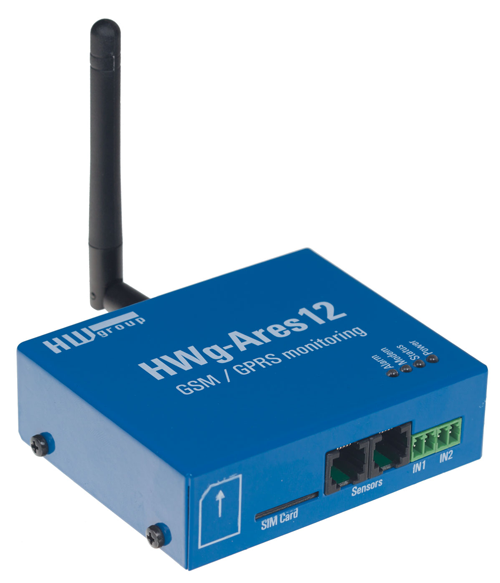 HW group
HWg-Ares12
GSM / GPRS monitoring
Alarm
Modem
Status
Power
SIM Card
Sensors
IN1
IN2